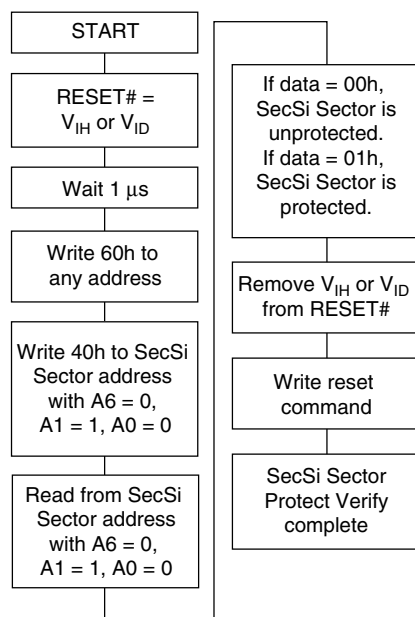 START
RESET# =
VIH or VID
Wait 1 μs
Write 60h to
any address
Write 40h to SecSi
Sector address
with A6 = 0,
A1 = 1, A0 = 0
Read from SecSi
Sector address
with A6 = 0,
A1 = 1, A0 = 0
If data = 00h,
SecSi Sector is
unprotected.
If data = 01h,
SecSi Sector is
protected.
Remove VIH or VID
from RESET#
Write reset
command
SecSi Sector
Protect Verify
complete